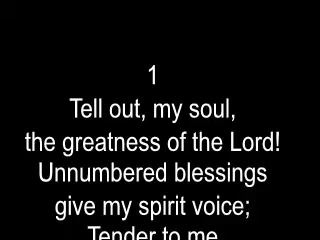 1
Tell out, my soul,
the greatness of the Lord!
Unnumbered blessings
give my spirit voice;
Tender to me